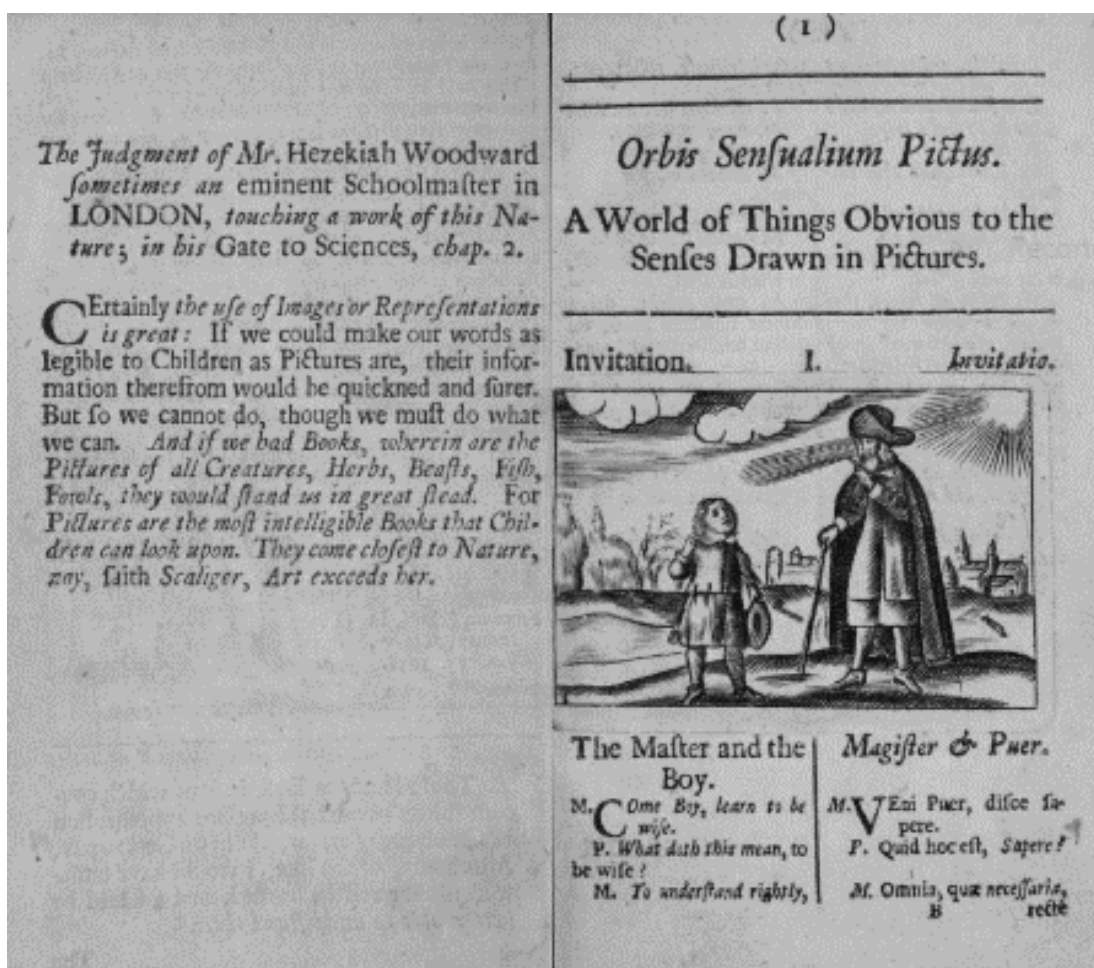 The Judgment of Mr. Hezekiah Woodward
ſometimes an eminent Schoolmaſter in
LONDON, touching a work of this Na-
ture; in his Gate to Sciences, chap. 2.
CErtainly the uſe of Images or Repreſentations
is great: If we could make our words as
legible to Children as Pictures are, their infor-
mation therefrom would be quickned and ſurer.
But ſo we cannot do, though we muſt do what
we can. And if we had Books, wherein are the
Pictures of all Creatures, Herbs, Beaſts, Fiſh,
Fowls, they would ſtand us in great ſtead. For
Pictures are the moſt intelligible Books that Chil-
dren can look upon. They come cloſeſt to Nature,
nay, ſaith Scaliger, Art exceeds her.
( I )
Orbis Senſualium Pictus.
A World of Things Obvious to the
Senſes Drawn in Pictures.
Invitation. I. Invitatio.
The Maſter and the
Boy.
M. COme Boy, learn to be
wiſe.
P. What doth this mean, to
be wiſe?
M. To underſtand rightly,
Magiſter & Puer.
M. VEni Puer, diſce ſa-
pere.
P. Quid hoc eſt, Sapere?
M. Omnia, quæ neceſſaria,
B rectè